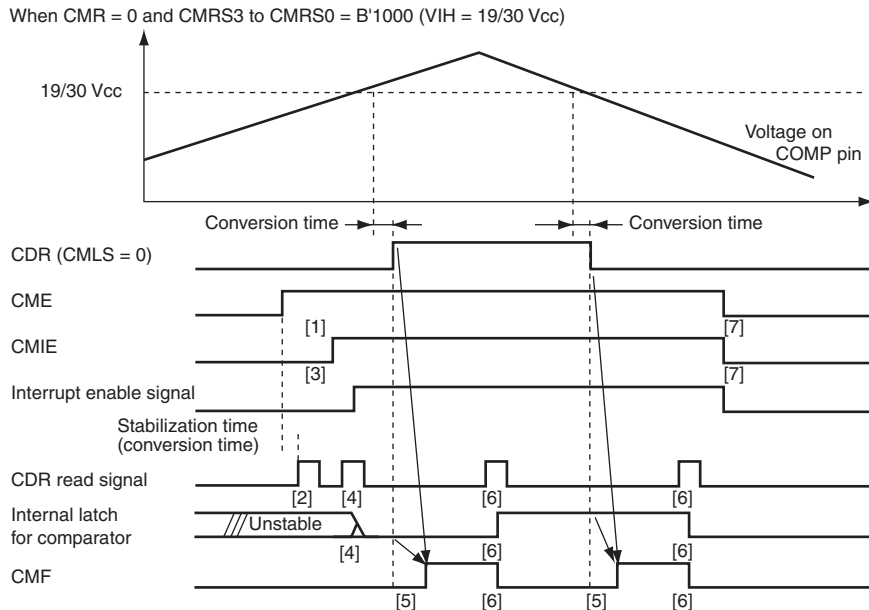 When CMR = 0 and CMRS3 to CMRS0 = B'1000 (VIH = 19/30 Vcc)
19/30 Vcc
Voltage on
COMP pin
Conversion time
Conversion time
CDR (CMLS = 0)
CME
[1]
[7]
CMIE
[3]
[7]
Interrupt enable signal
Stabilization time
(conversion time)
CDR read signal
[2] [4] [6] [6]
Internal latch
for comparator
Unstable
[4] [6] [6]
CMF
[5] [6] [5] [6]